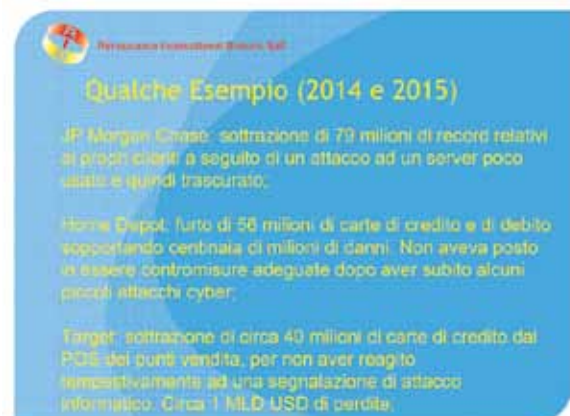 Qualche Esempio (2014 e 2015)
JP Morgan Chase: sottrazione di 79 milioni di record relativi
ai propri clienti a seguito di un attacco ad un server poco
usato e quindi trascurato;
Home Depot: furto di 56 milioni di carte di credito e di debito
sopportando centinaia di milioni di danni. Non aveva posto
in essere contromisure adeguate dopo aver subito alcuni
piccoli attacchi cyber;
Target: sottrazione di circa 40 milioni di carte di credito dai
POS dei punti vendita, per non aver reagito
tempestivamente ad una segnalazione di attacco
informatico. Circa 1 MLD USD di perdite;